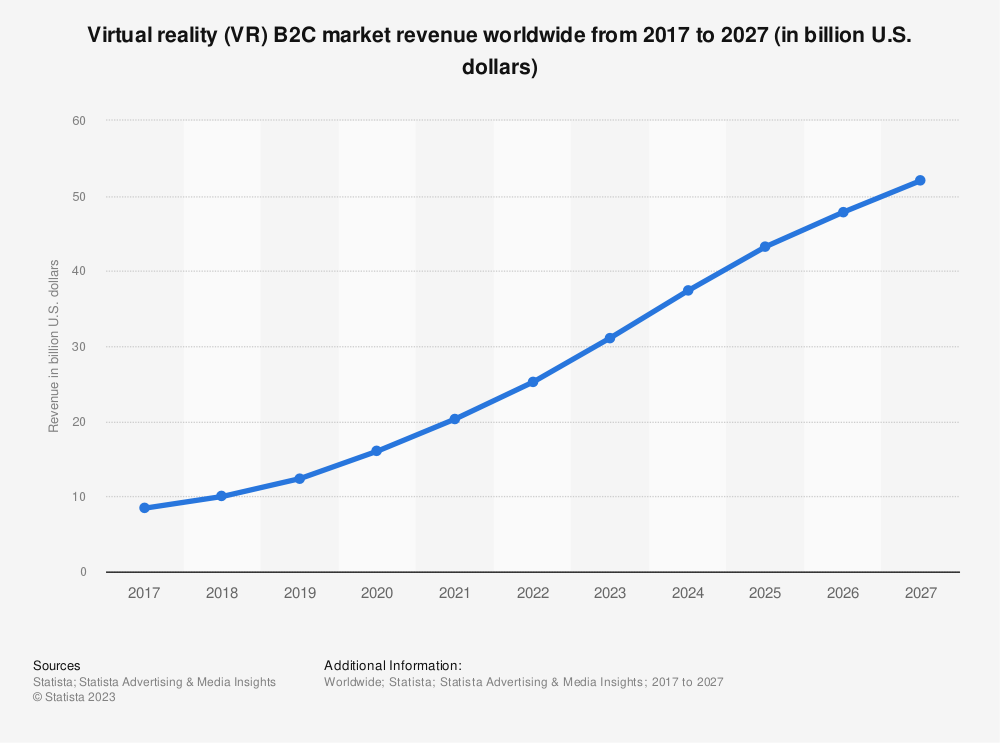 Virtual reality (VR) B2C market revenue worldwide from 2017 to 2027 (in billion U.S.
dollars)
60
50
40
30
20
10
0
Revenue in billion U.S. dollars
2017 2018 2019 2020 2021 2022 2023 2024 2025 2026 2027
Sources
Statista; Statista Advertising & Media Insights
© Statista 2023
Additional Information:
Worldwide; Statista; Statista Advertising & Media Insights; 2017 to 2027